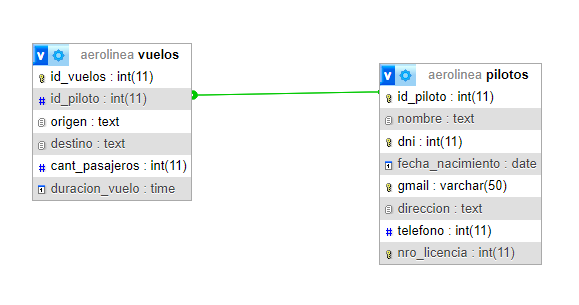 v aerolinea vuelos
id_vuelos : int(11)
id_piloto : int(11)
origen : text
destino : text
cant_pasajeros : int(11)
duracion_vuelo : time
v aerolinea pilotos
id_piloto : int(11)
nombre : text
dni : int(11)
fecha_nacimiento : date
gmail : varchar(50)
direccion : text
telefono : int(11)
nro_licencia : int(11)